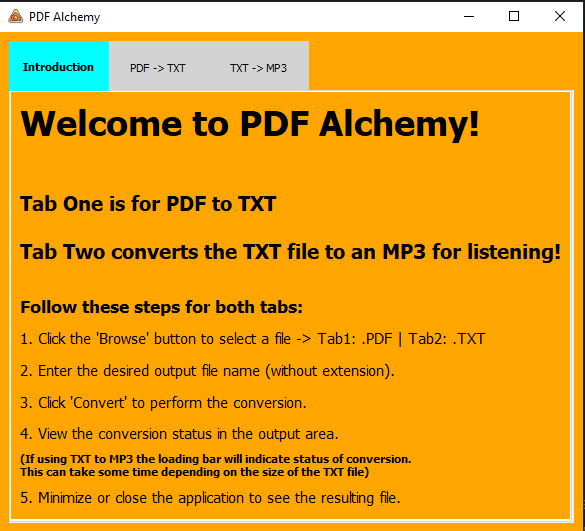 PDF Alchemy
Introduction PDF -> TXT TXT -> MP3
Welcome to PDF Alchemy!
Tab One is for PDF to TXT
Tab Two converts the TXT file to an MP3 for listening!
Follow these steps for both tabs:
1. Click the 'Browse' button to select a file -> Tab1: .PDF | Tab2: .TXT
2. Enter the desired output file name (without extension).
3. Click 'Convert' to perform the conversion.
4. View the conversion status in the output area.
(If using TXT to MP3 the loading bar will indicate status of conversion.
This can take some time depending on the size of the TXT file)
5. Minimize or close the application to see the resulting file.